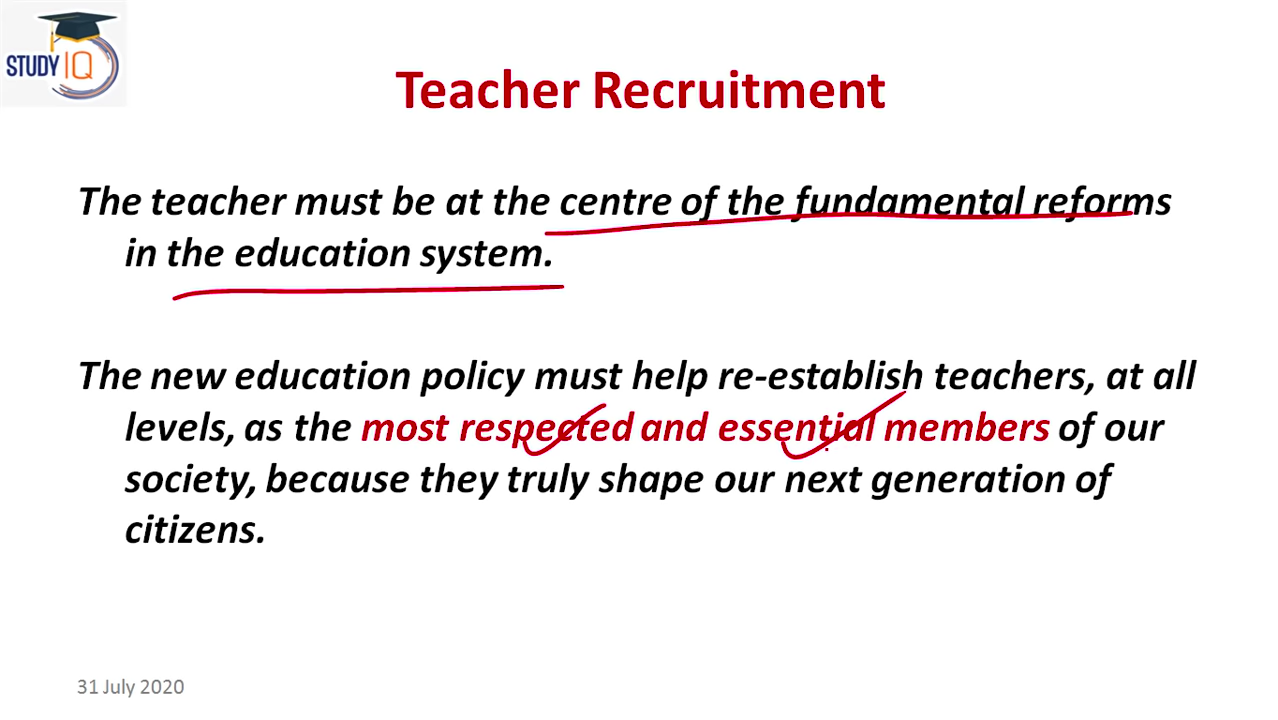 STUDY IQ
Teacher Recruitment
The teacher must be at the centre of the fundamental reforms
in the education system.
The new education policy must help re-establish teachers, at all
levels, as the most respected and essential members of our
society, because they truly shape our next generation of
citizens.
31 July 2020